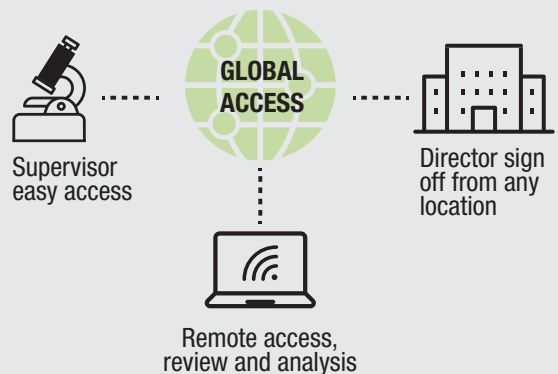 GLOBAL
ACCESS
Supervisor
easy access
Director sign
off from any
location
Remote access,
review and analysis